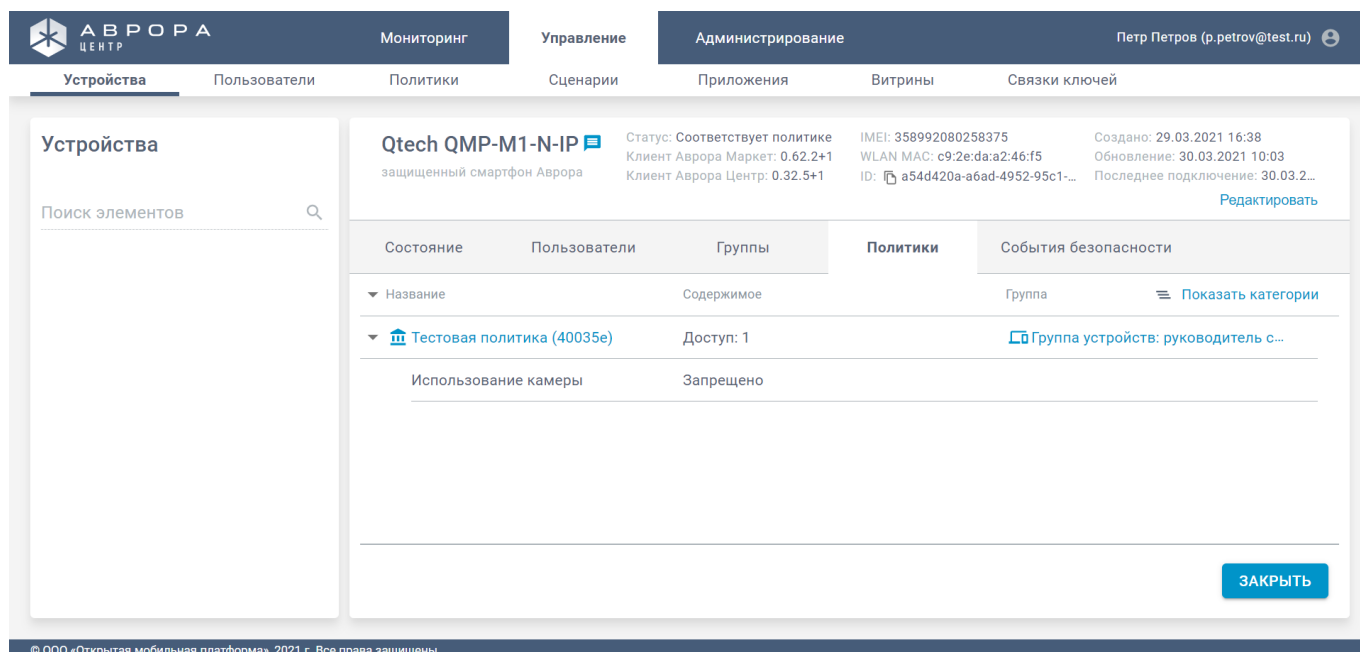 АВРОРА
ЦЕНТР
Мониторинг
Управление
Администрирование
Петр Петров (p.petrov@test.ru)
Устройства
Пользователи
Политики
Сценарии
Приложения
Витрины
Связки ключей
Устройства
Поиск элементов
Qtech QMP-M1-N-IP
защищенный смартфон Аврора
Статус: Соответствует политике
Клиент Аврора Маркет: 0.62.2+1
Клиент Аврора Центр: 0.32.5+1
IMEI: 358992080258375
WLAN MAC: c9:2e:da:a2:46:f5
ID: a54d420a-a6ad-4952-95c1-...
Создано: 29.03.2021 16:38
Обновление: 30.03.2021 10:03
Последнее подключение: 30.03.2...
Редактировать
Состояние
Пользователи
Группы
Политики
События безопасности
Название
Содержимое
Группа
Показать категории
Тестовая политика (40035e)
Доступ: 1
Группа устройств: руководитель с...
Использование камеры
Запрещено
ЗАКРЫТЬ
© ООО «Открытая мобильная платформа», 2021 г. Все права защищены